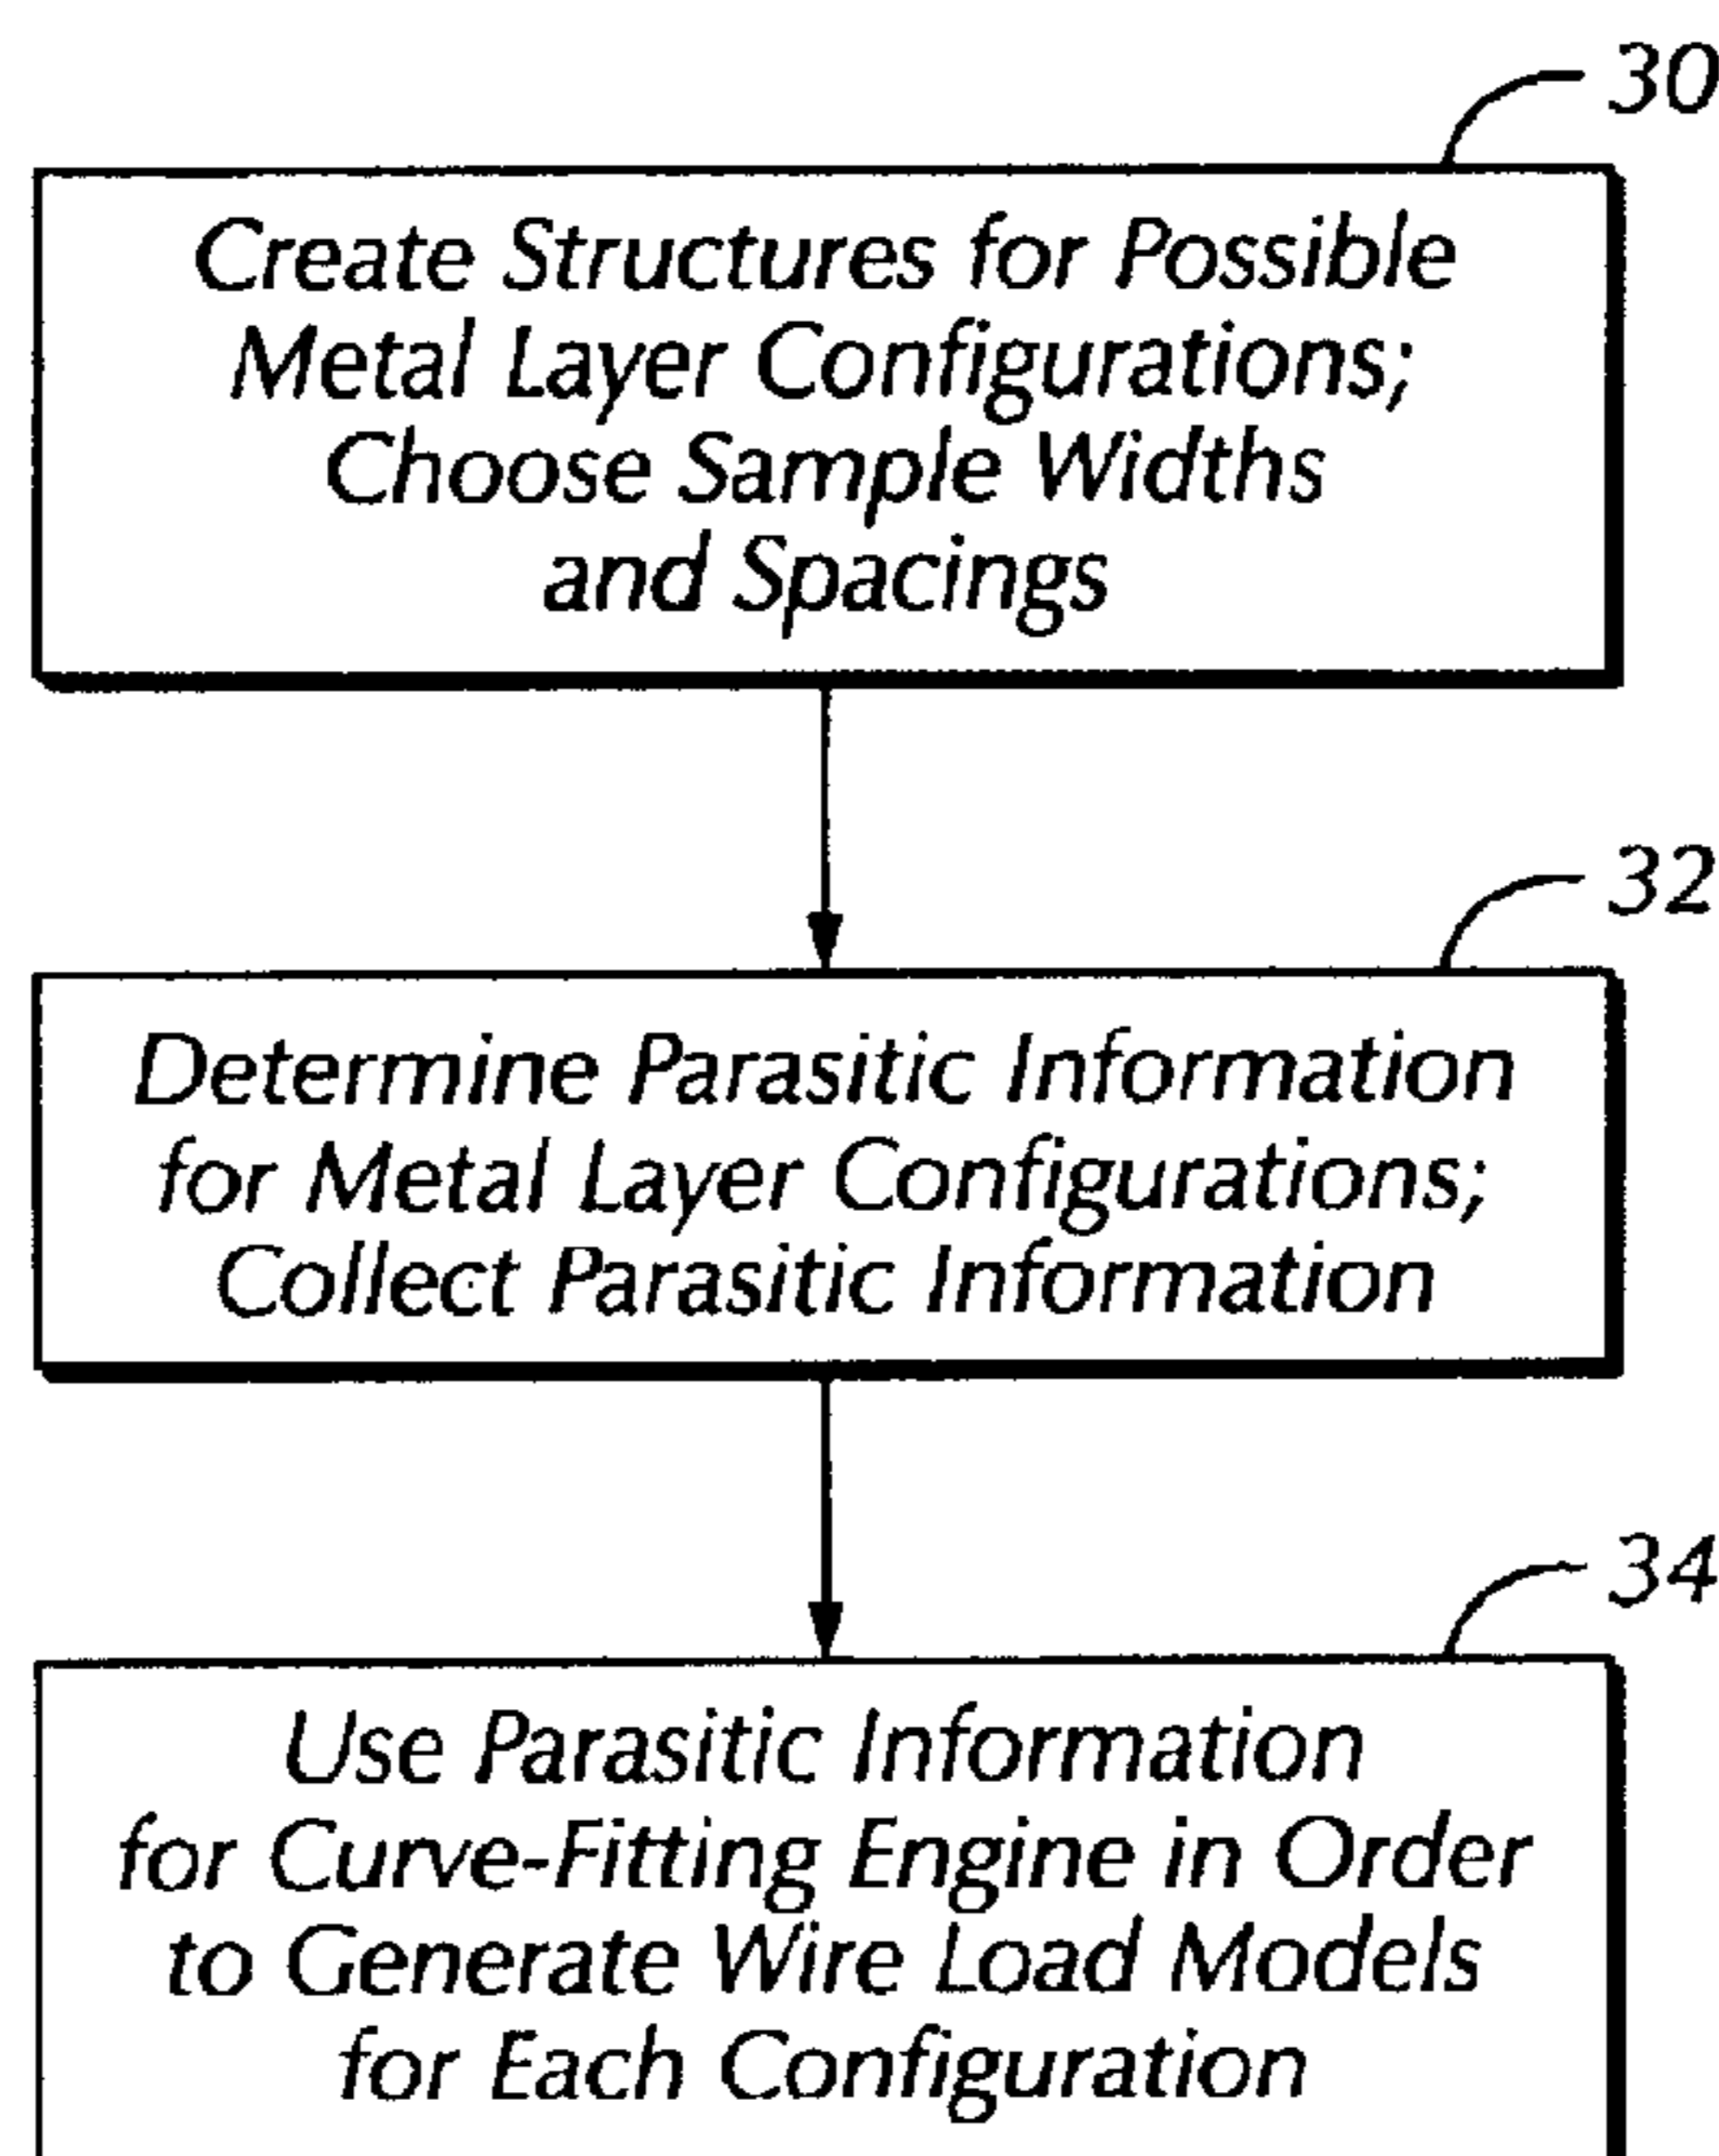 30
Create Structures for Possible
Metal Layer Configurations;
Choose Sample Widths
and Spacings
32
Determine Parasitic Information
for Metal Layer Configurations;
Collect Parasitic Information
34
Use Parasitic Information
for Curve-Fitting Engine in Order
to Generate Wire Load Models
for Each Configuration